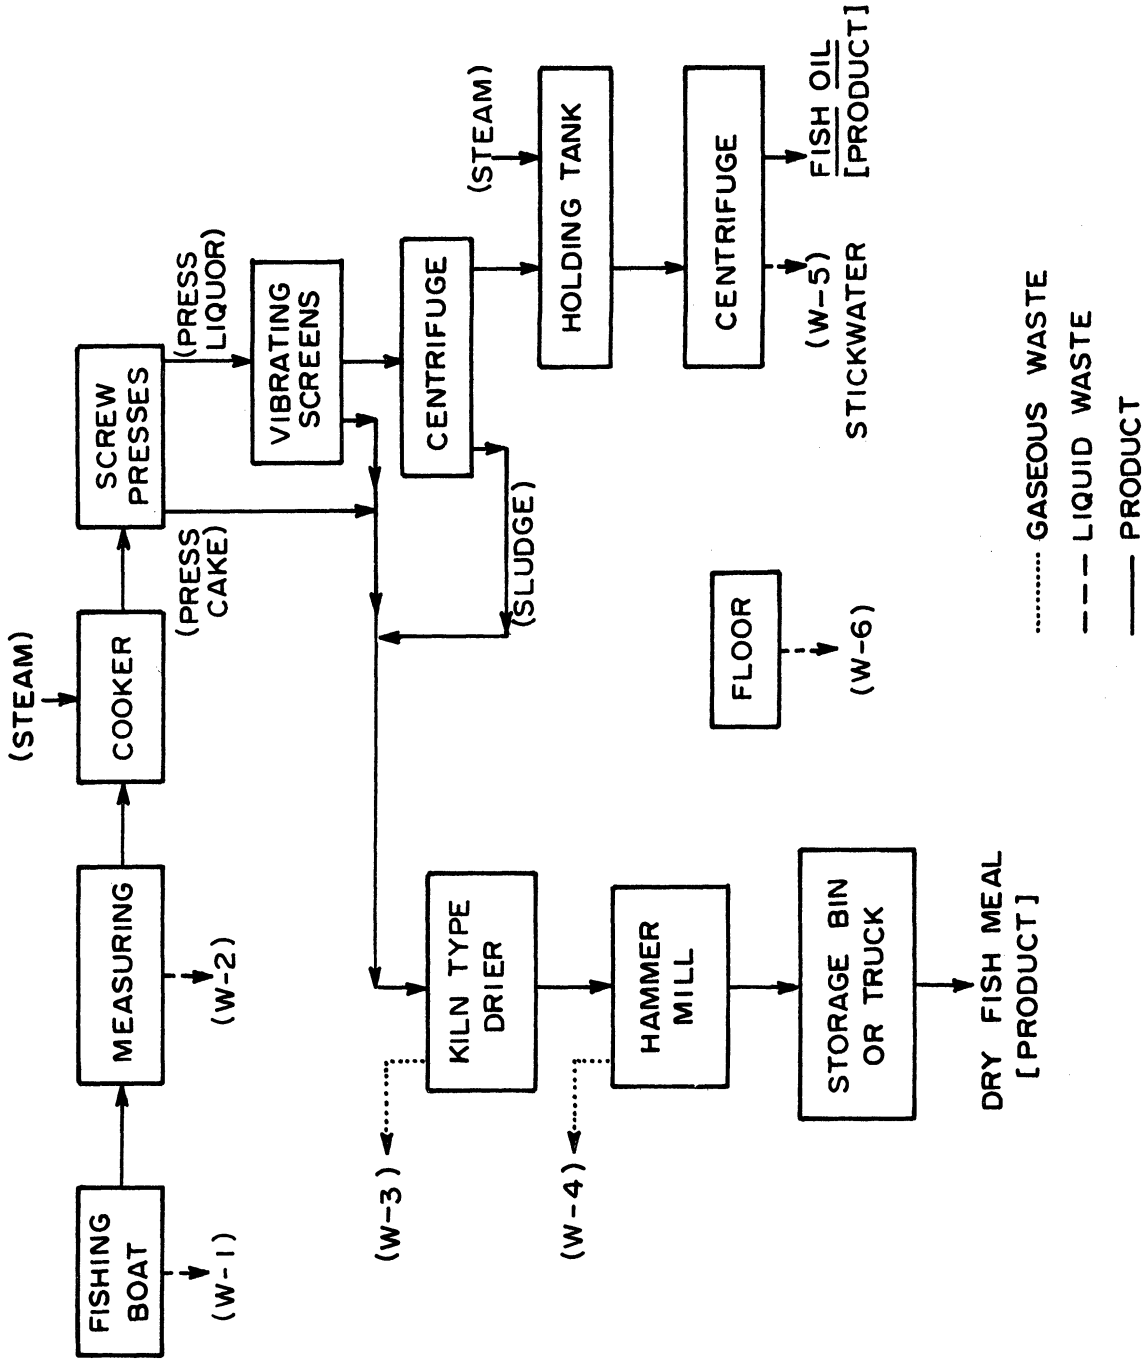 FISHING
BOAT
(W-1)
MEASURING
(W-2)
(STEAM)
COOKER
SCREW
PRESSES
(PRESS
CAKE)
(PRESS
LIQUOR)
VIBRATING
SCREENS
CENTRIFUGE
(SLUDGE)
(STEAM)
HOLDING TANK
CENTRIFUGE
(W-5)
STICKWATER
FISH OIL
[PRODUCT]
(W-3)
KILN TYPE
DRIER
(W-4)
HAMMER
MILL
STORAGE BIN
OR TRUCK
DRY FISH MEAL
[PRODUCT]
FLOOR
(W-6)
GASEOUS WASTE
LIQUID WASTE
PRODUCT